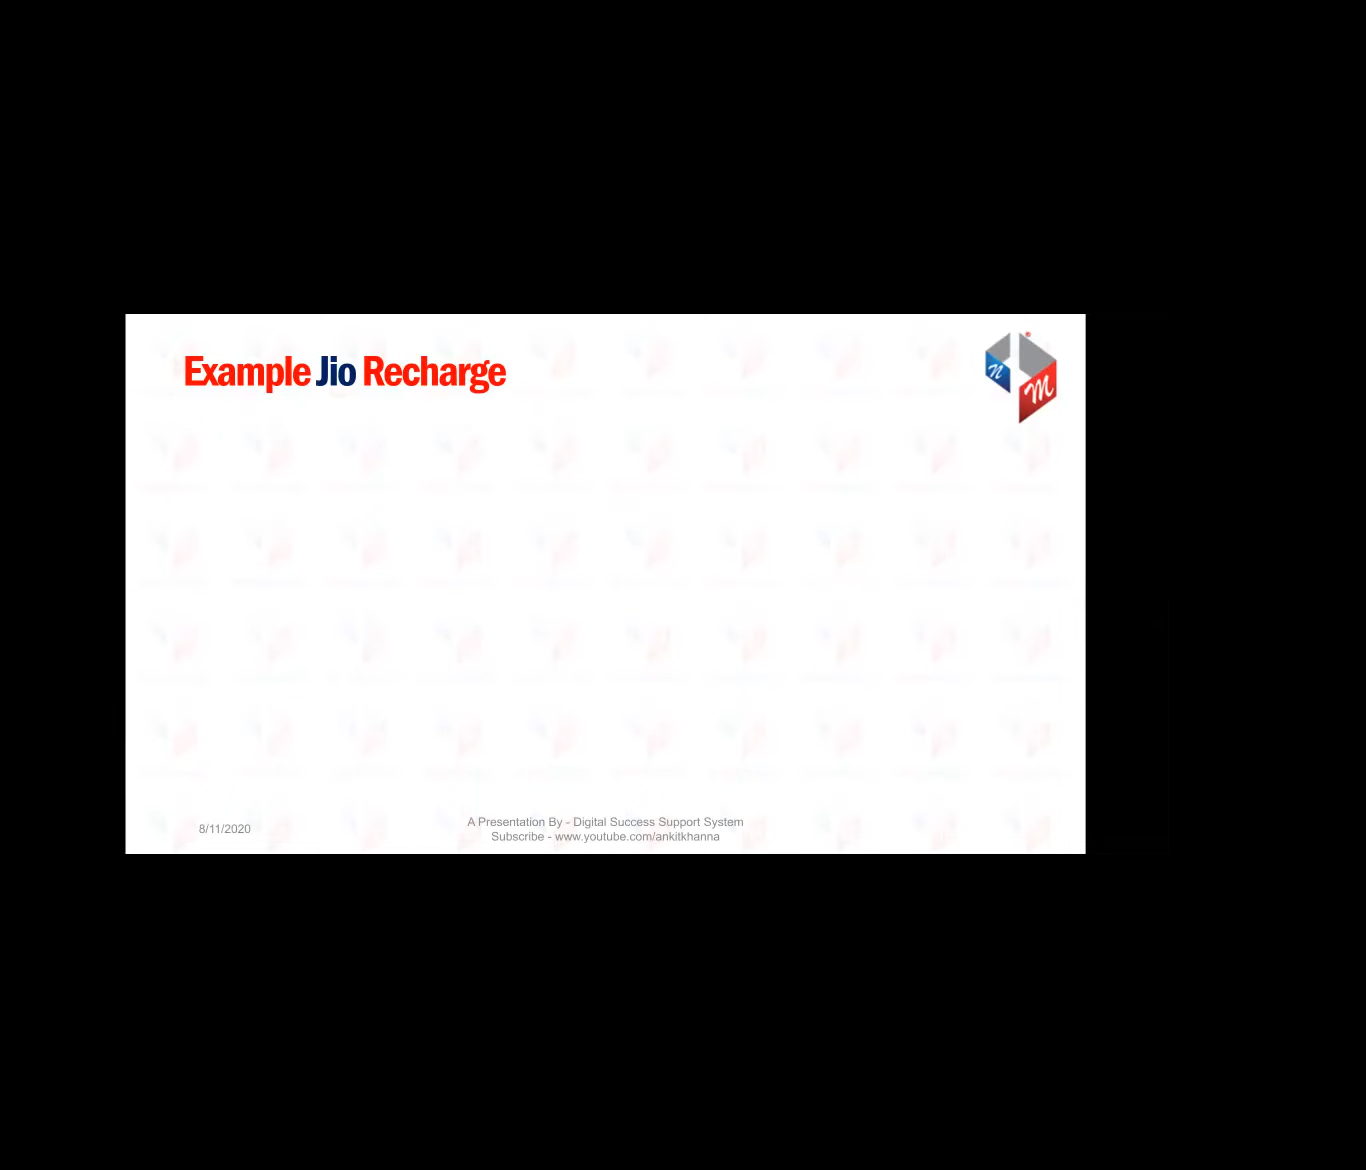 Example Jio Recharge
n
m
8/11/2020
A Presentation By - Digital Success Support System
Subscribe - www.youtube.com/ankitkhanna